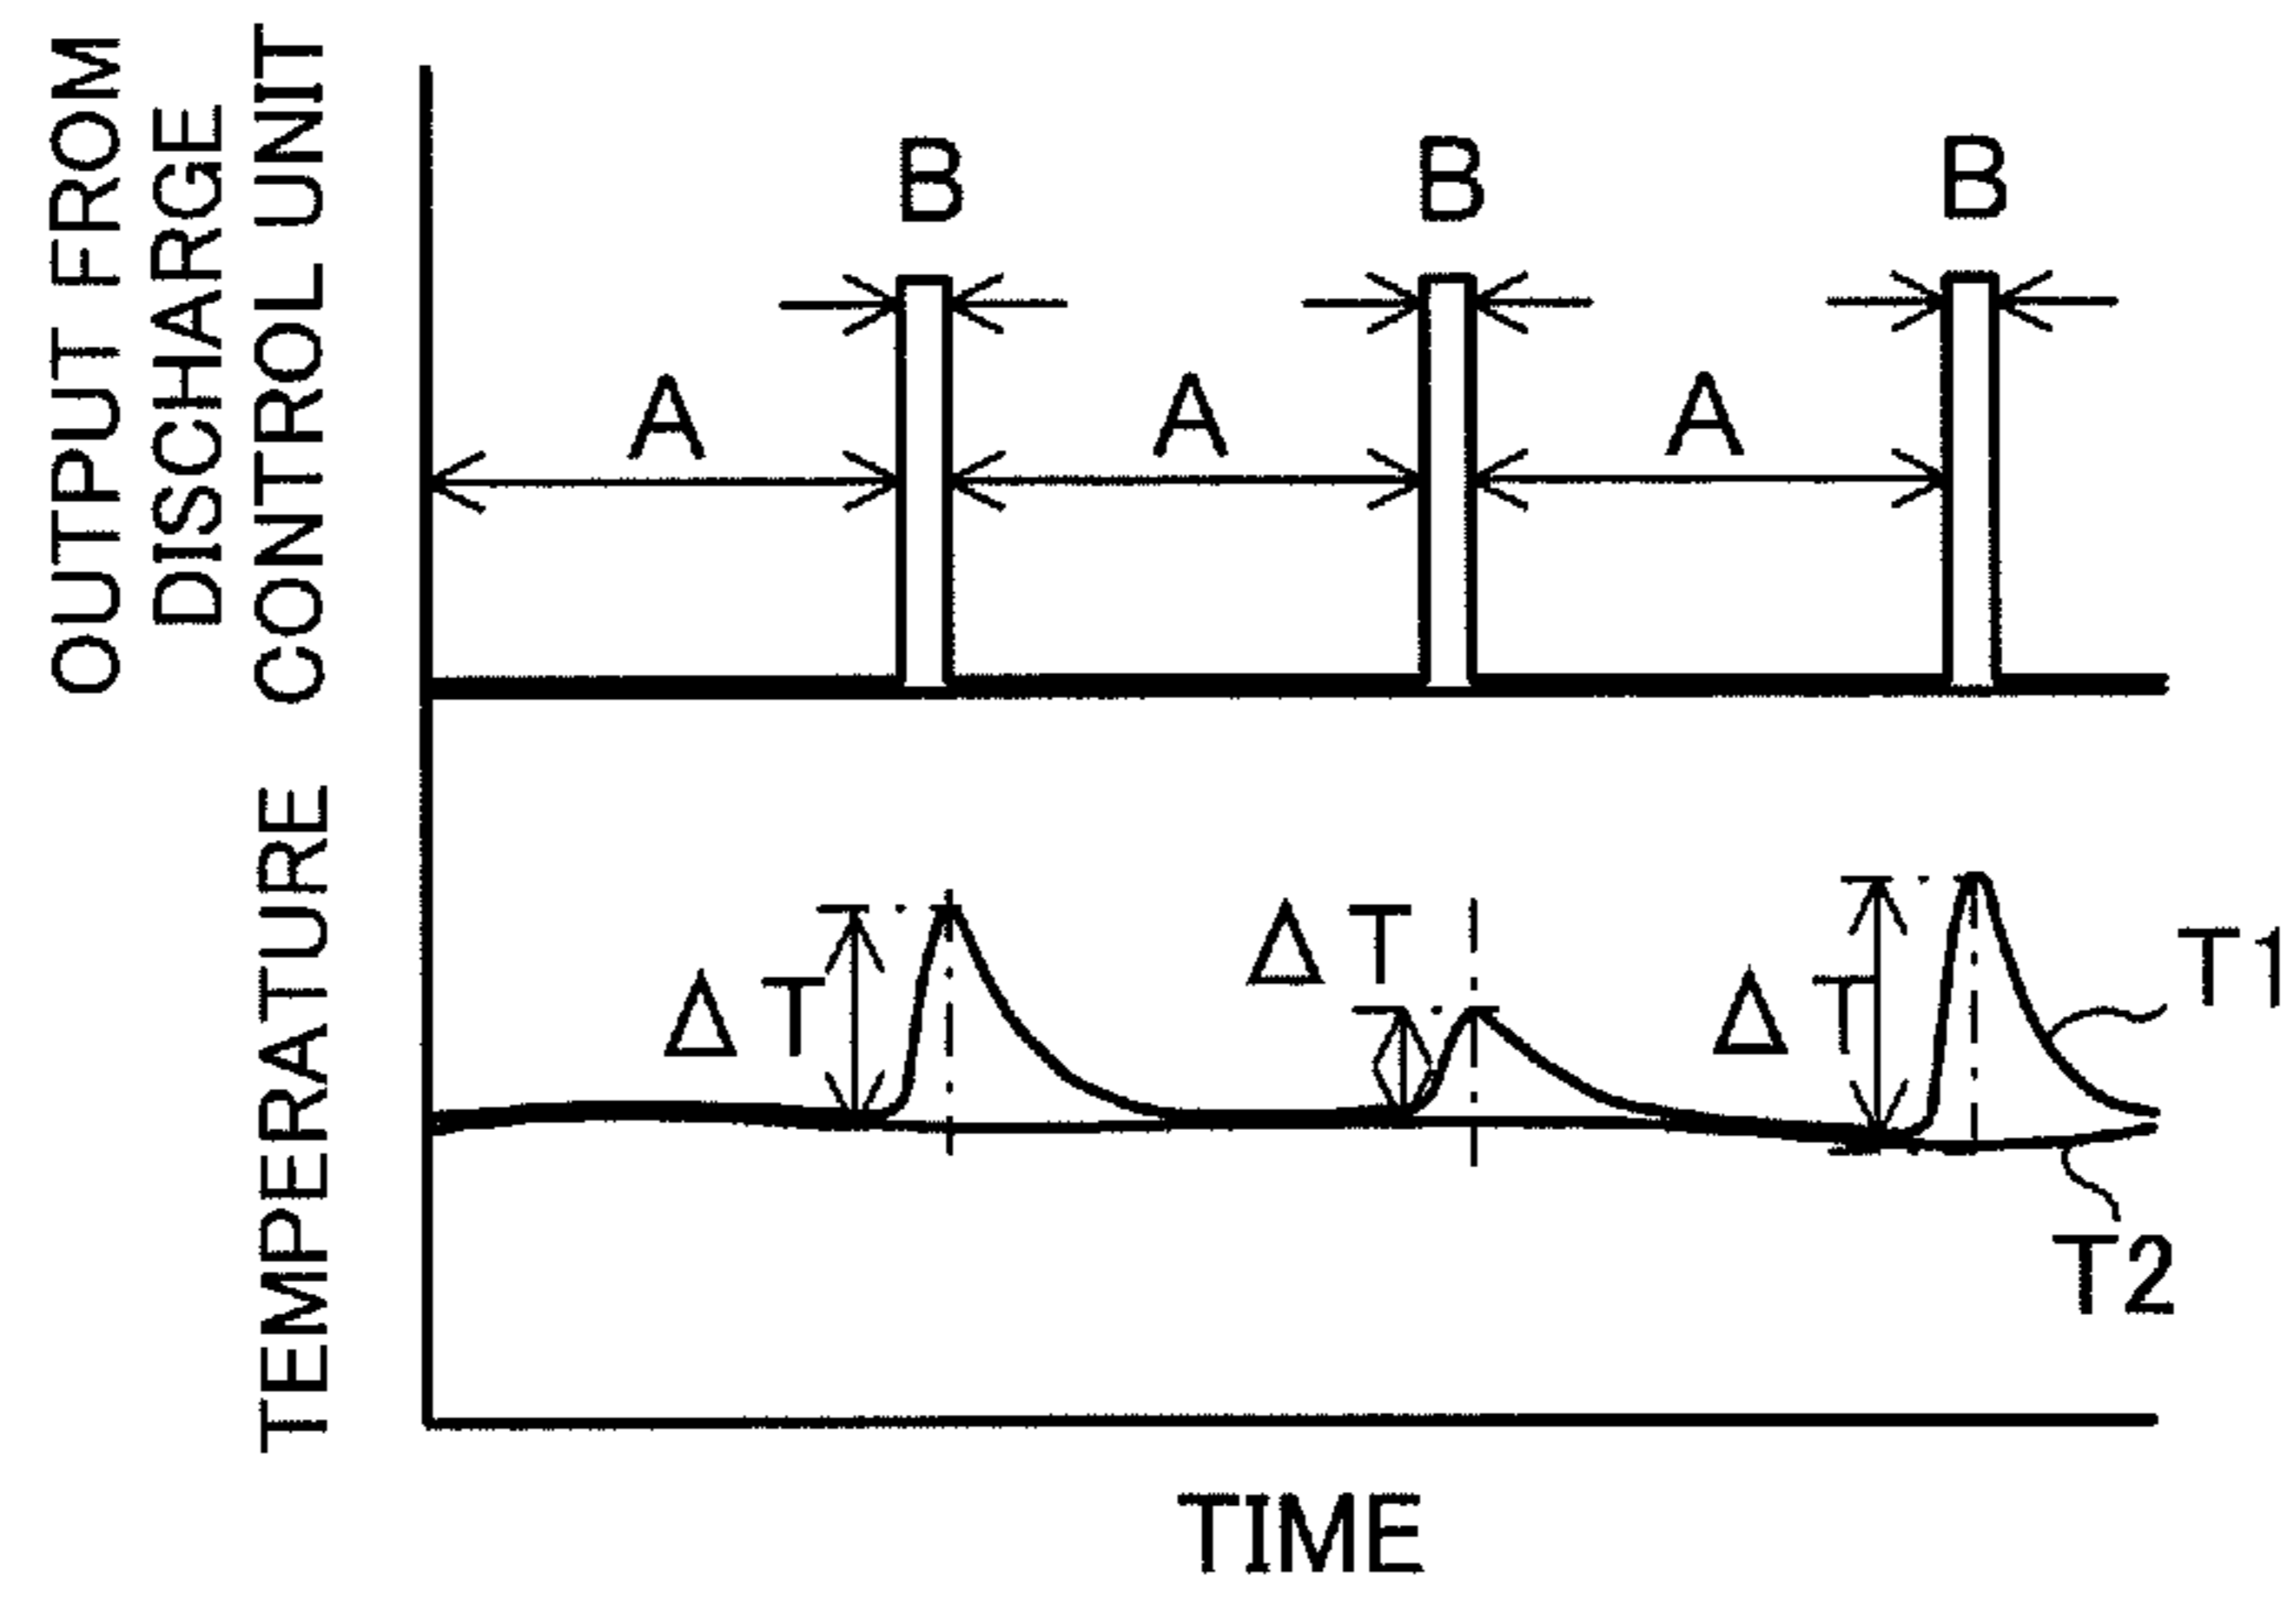 OUTPUT FROM
DISCHARGE
CONTROL UNIT
B B B
A A A
TEMPERATURE
ΔT ΔT ΔT
T1
T2
TIME